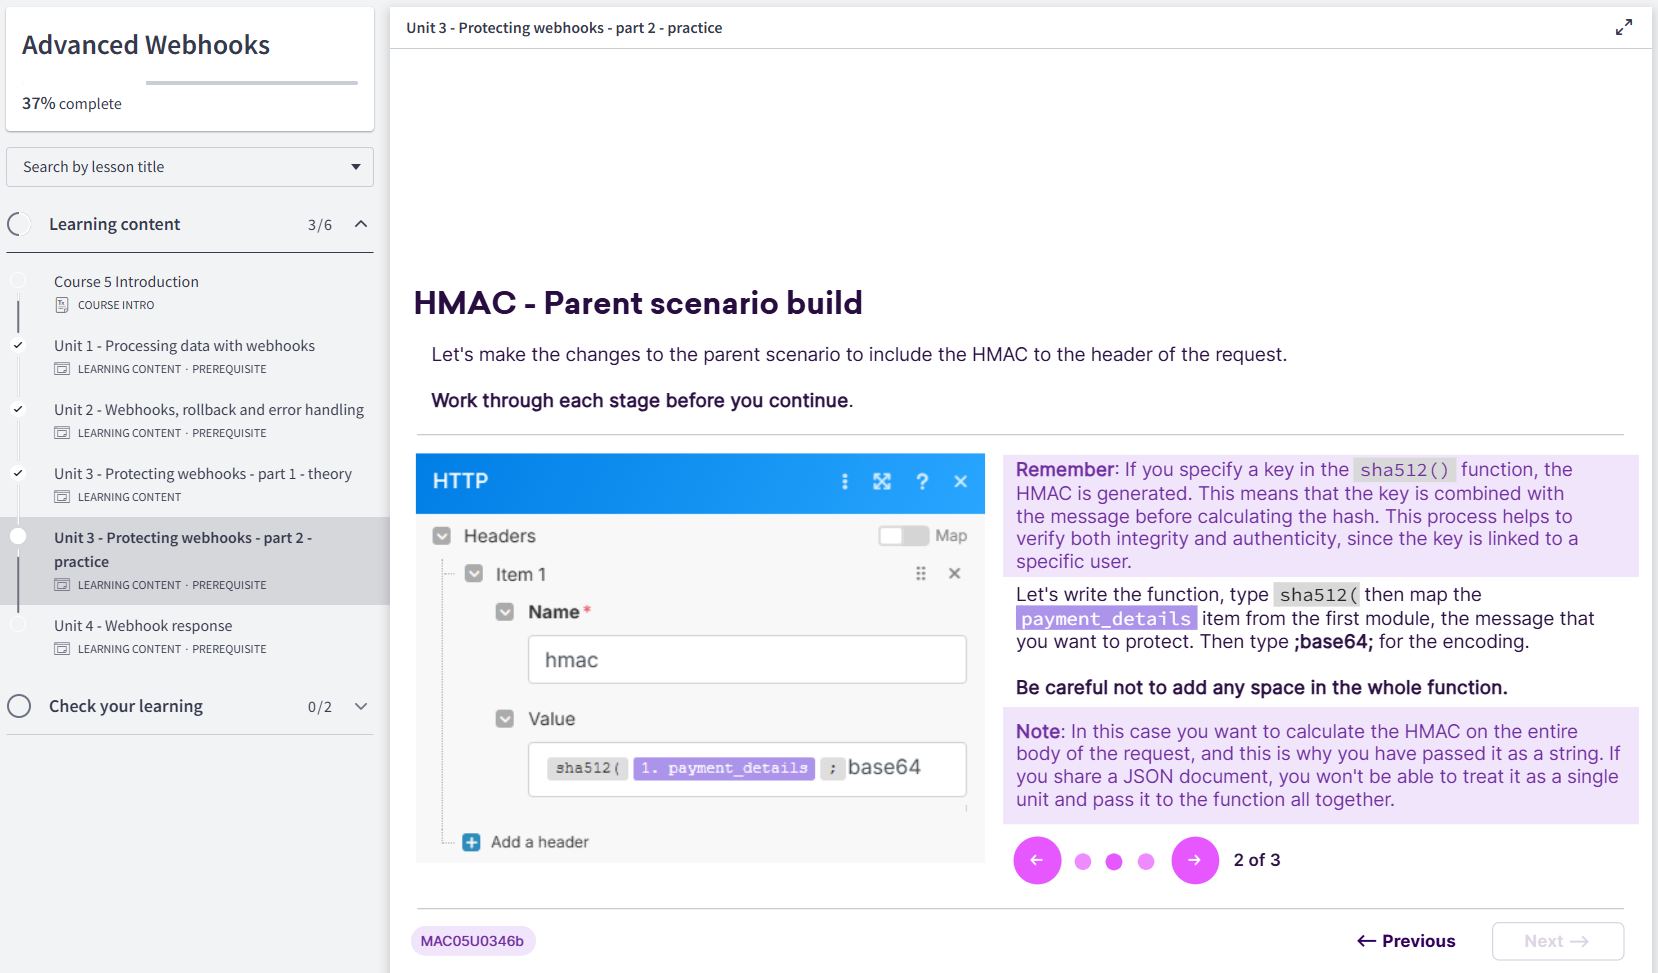 Advanced Webhooks
37% complete
Search by lesson title
Learning content 3/6
Course 5 Introduction
COURSE INTRO
Unit 1 - Processing data with webhooks
LEARNING CONTENT · PREREQUISITE
Unit 2 - Webhooks, rollback and error handling
LEARNING CONTENT · PREREQUISITE
Unit 3 - Protecting webhooks - part 1 - theory
LEARNING CONTENT
Unit 3 - Protecting webhooks - part 2 -
practice
LEARNING CONTENT · PREREQUISITE
Unit 4 - Webhook response
LEARNING CONTENT · PREREQUISITE
Check your learning 0/2
Unit 3 - Protecting webhooks - part 2 - practice
HMAC - Parent scenario build
Let's make the changes to the parent scenario to include the HMAC to the header of the request.
Work through each stage before you continue.
HTTP
Headers Map
Item 1
Name *
hmac
Value
sha512( 1. payment_details ; base64
Add a header
Remember: If you specify a key in the sha512() function, the
HMAC is generated. This means that the key is combined with
the message before calculating the hash. This process helps to
verify both integrity and authenticity, since the key is linked to a
specific user.
Let's write the function, type sha512( then map the
payment_details item from the first module, the message that
you want to protect. Then type ;base64; for the encoding.
Be careful not to add any space in the whole function.
Note: In this case you want to calculate the HMAC on the entire
body of the request, and this is why you have passed it as a string. If
you share a JSON document, you won't be able to treat it as a single
unit and pass it to the function all together.
← → 2 of 3
MAC05U0346b
← Previous
Next →